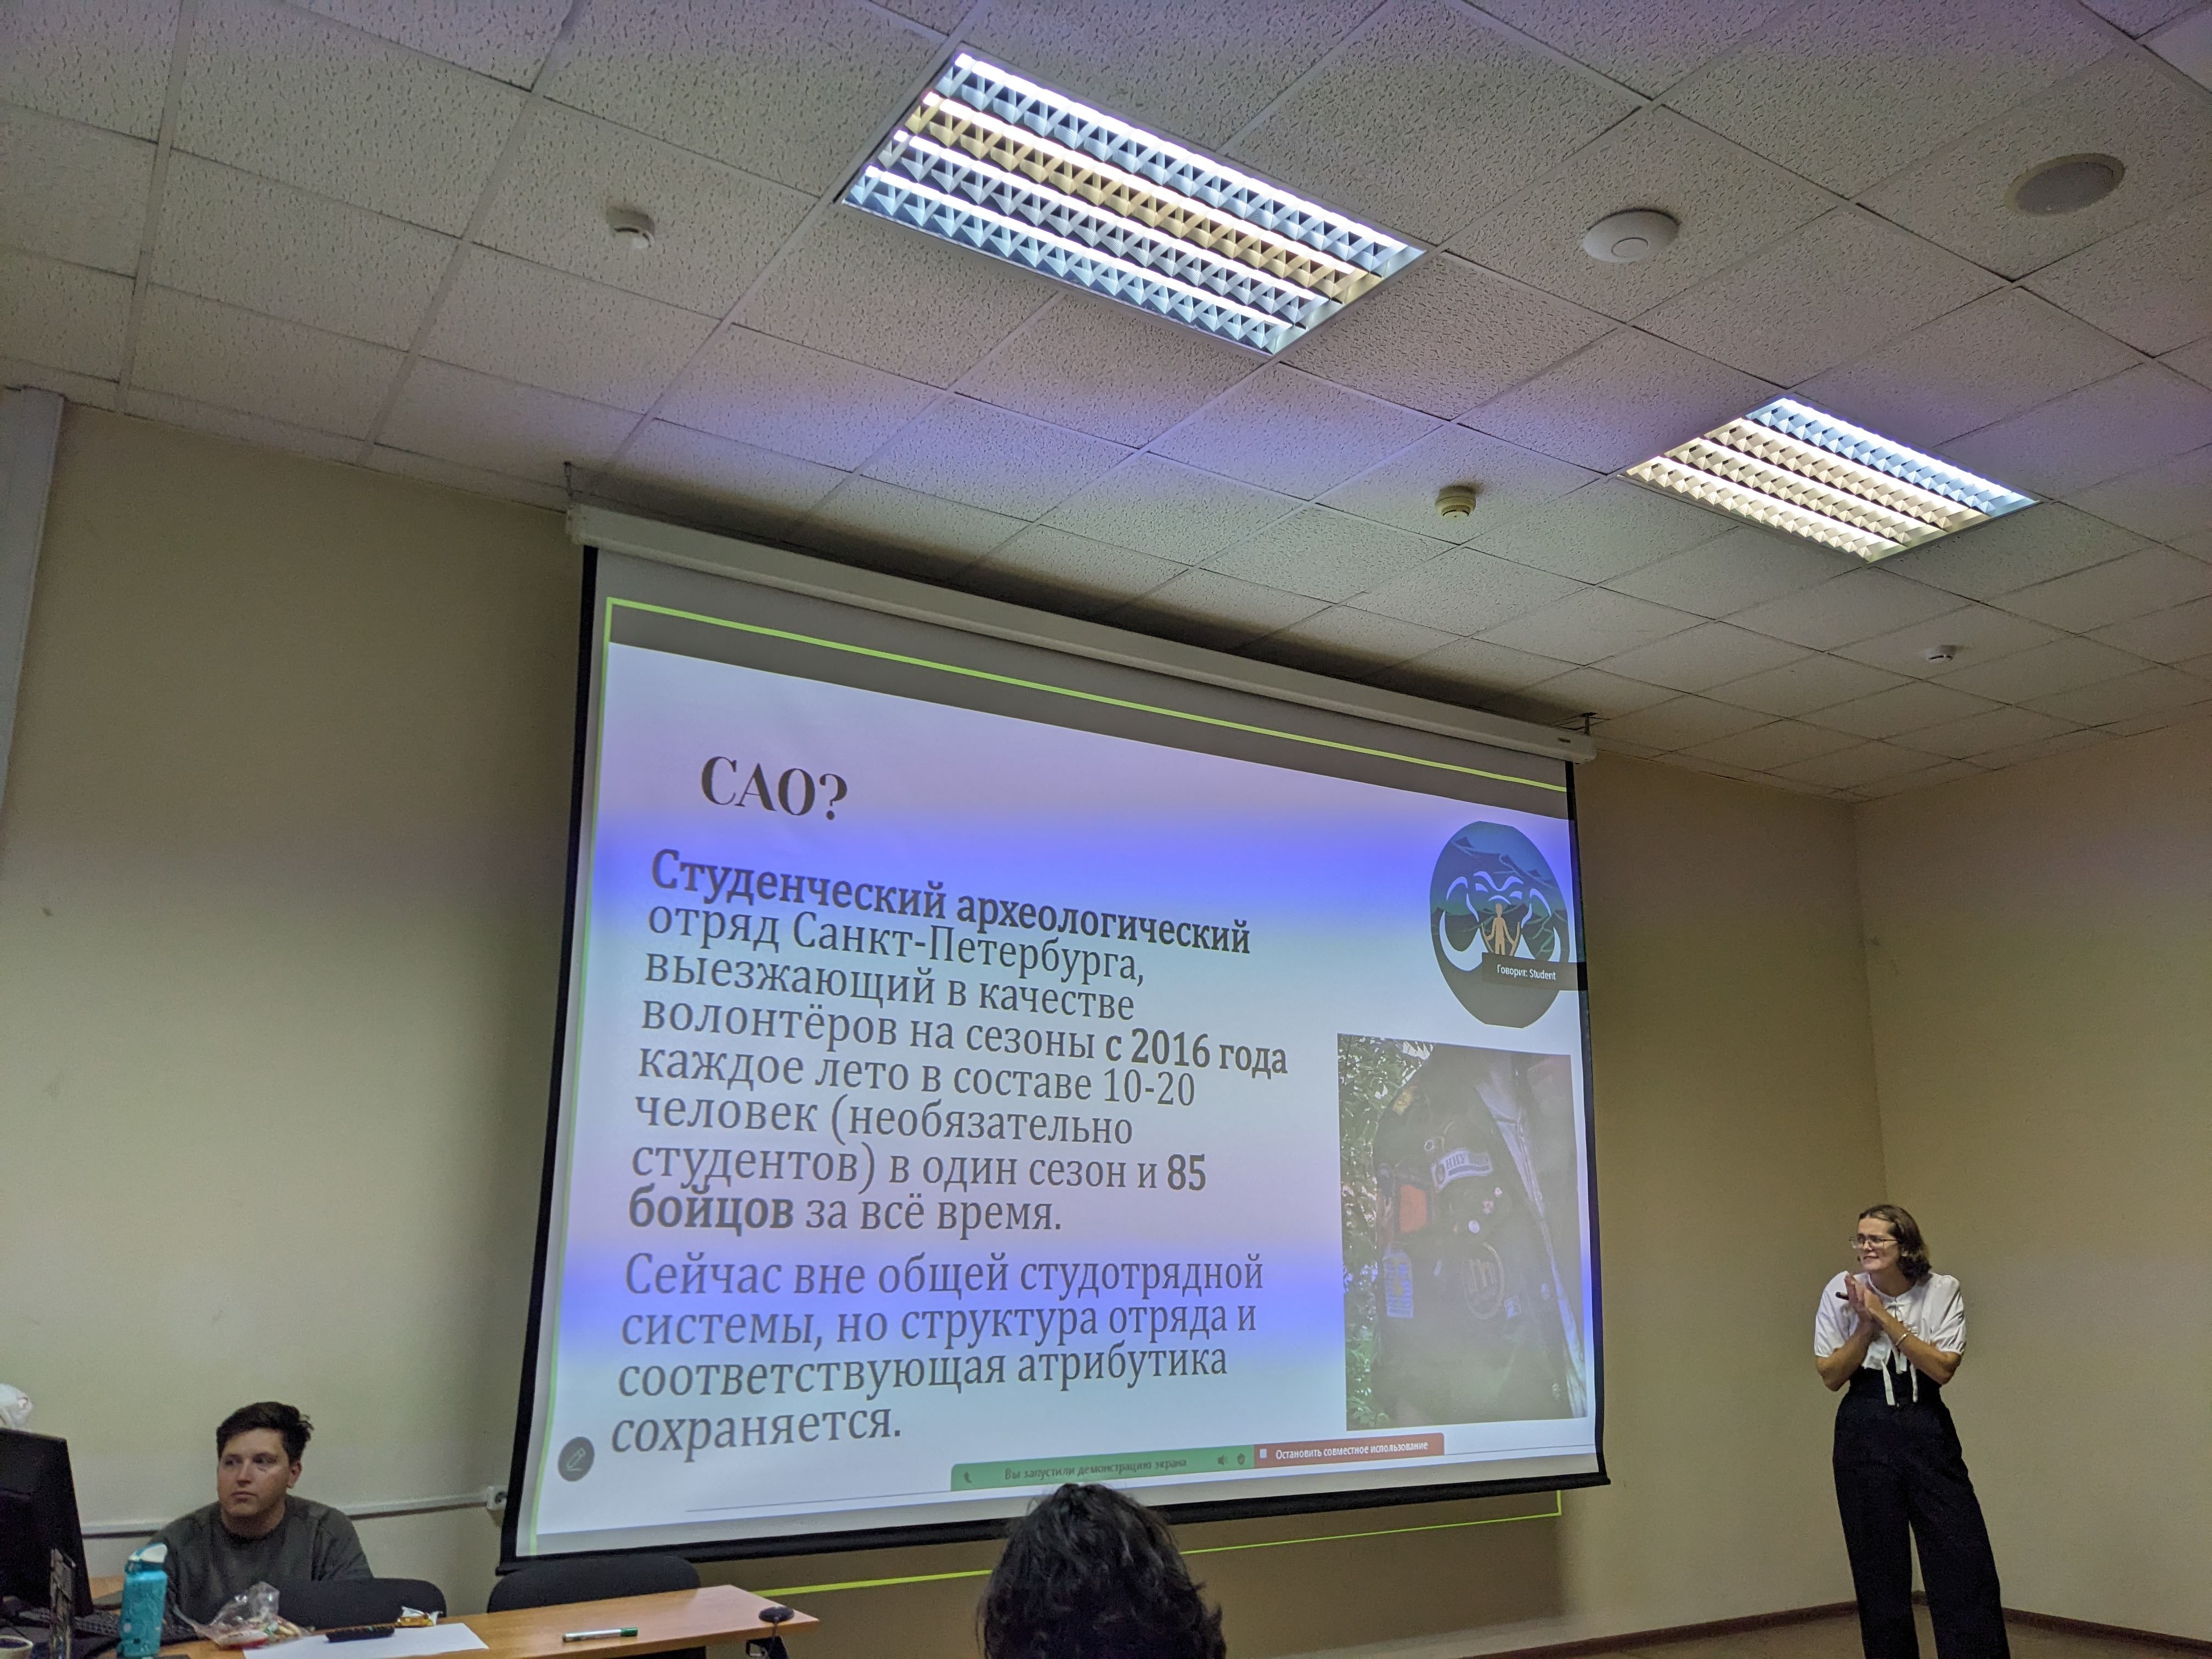 САО?
Студенческий археологический
отряд Санкт-Петербурга,
выезжающий в качестве
волонтёров на сезоны с 2016 года
каждое лето в составе 10-20
человек (необязательно
студентов) в один сезон и 85
бойцов за всё время.
Сейчас вне общей студотрядной
системы, но структура отряда и
соответствующая атрибутика
сохраняется.
Говорит: Student
НИУ
Вы запустили демонстрацию экрана
Остановить совместное использование